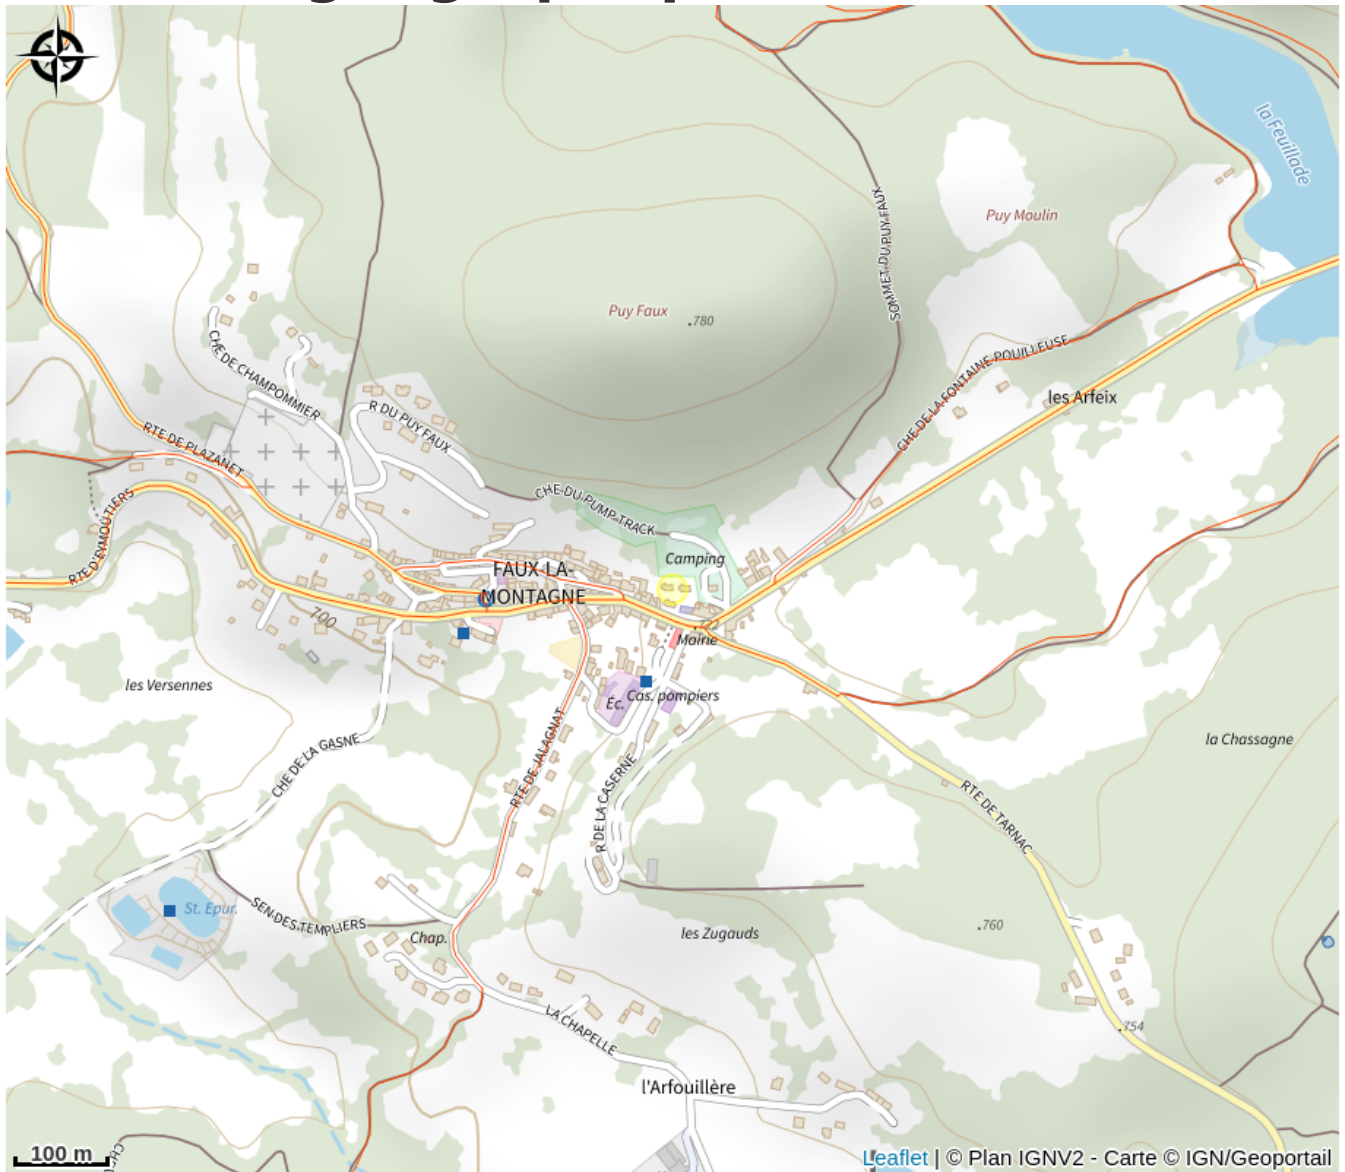 la Feuillade
Puy Moulin
SOMMET DU PUY FAUX
Puy Faux
780
CHE DE CHAMPOMMIER
CHE DE LA FONTAINE POUILLEUSE
les Arfeix
R DU PUY FAUX
RTE DE PLAZANET
RTE D'EYMOUTIERS
CHE DU PUMP TRACK
Camping
FAUX-LA-
MONTAGNE
700
Mairie
les Versennes
Éc.
Cas. pompiers
CHE DE LA GASNE
RTE DE JALAGNAT
R DE LA CASERNE
la Chassagne
RTE DE TARNAC
St. Epur.
SEN DES TEMPLIERS
Chap.
les Zugauds
760
LA CHAPELLE
754
l'Arfouillère
100 m
Leaflet | © Plan IGNV2 - Carte © IGN/Geoportail